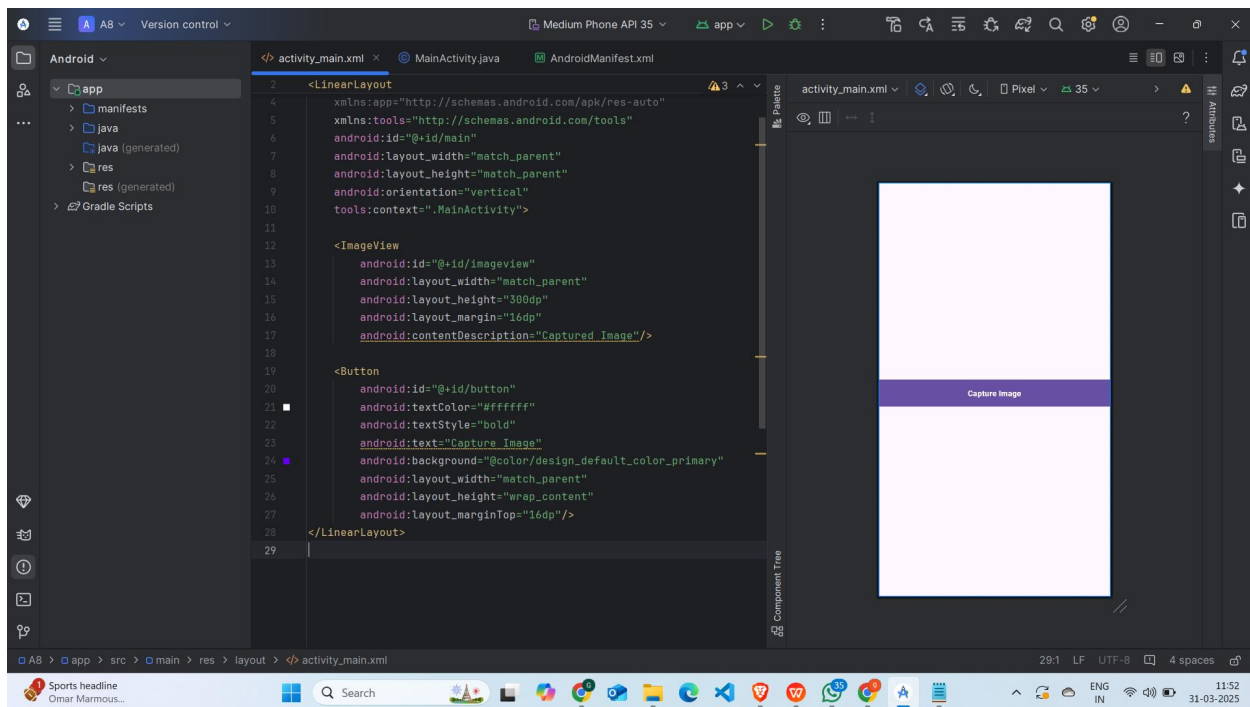 A A8 Version control Medium Phone API 35 app
Android
activity_main.xml MainActivity.java AndroidManifest.xml
app
manifests
java
java (generated)
res
res (generated)
Gradle Scripts
2 <LinearLayout 3
4 xmlns:app="http://schemas.android.com/apk/res-auto"
5 xmlns:tools="http://schemas.android.com/tools"
6 android:id="@+id/main"
7 android:layout_width="match_parent"
8 android:layout_height="match_parent"
9 android:orientation="vertical"
10 tools:context=".MainActivity">
11
12 <ImageView
13 android:id="@+id/imageview"
14 android:layout_width="match_parent"
15 android:layout_height="300dp"
16 android:layout_margin="16dp"
17 android:contentDescription="Captured Image"/>
18
19 <Button
20 android:id="@+id/button"
21 android:textColor="#ffffff"
22 android:textStyle="bold"
23 android:text="Capture Image"
24 android:background="@color/design_default_color_primary"
25 android:layout_width="match_parent"
26 android:layout_height="wrap_content"
27 android:layout_marginTop="16dp"/>
28 </LinearLayout>
29
Palette
Component Tree
activity_main.xml Pixel 35
?
Attributes
Capture Image
A8 > app > src > main > res > layout > </> activity_main.xml
29:1 LF UTF-8 4 spaces
1
Sports headline
Omar Marmous...
Search
35
9
ENG
IN
11:52
31-03-2025